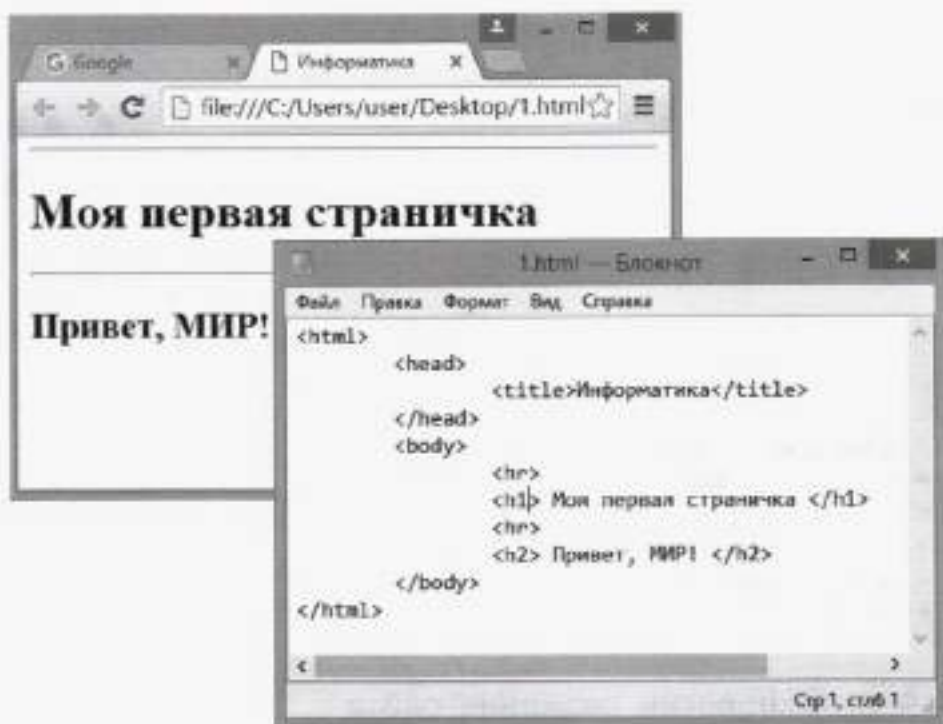 Google
Информатика
file:///C:/Users/user/Desktop/1.html
Моя первая страничка
Привет, МИР!
1.html — Блокнот
Файл Правка Формат Вид Справка
<html>
<head>
<title>Информатика</title>
</head>
<body>
<hr>
<h1> Моя первая страничка </h1>
<hr>
<h2> Привет, МИР! </h2>
</body>
</html>
Стр 1, стлб 1